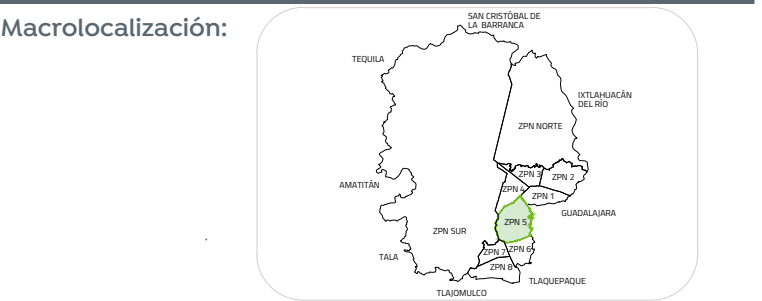 Macrolocalización:
SAN CRISTÓBAL DE
LA BARRANCA
TEQUILA
IXTLAHUACÁN
DEL RÍO
ZPN NORTE
ZPN 3
ZPN 2
AMATITÁN
ZPN 4
ZPN 1
GUADALAJARA
ZPN 5
ZPN SUR
ZPN 6
ZPN 7
TALA
ZPN 8
TLAQUEPAQUE
TLAJOMULCO